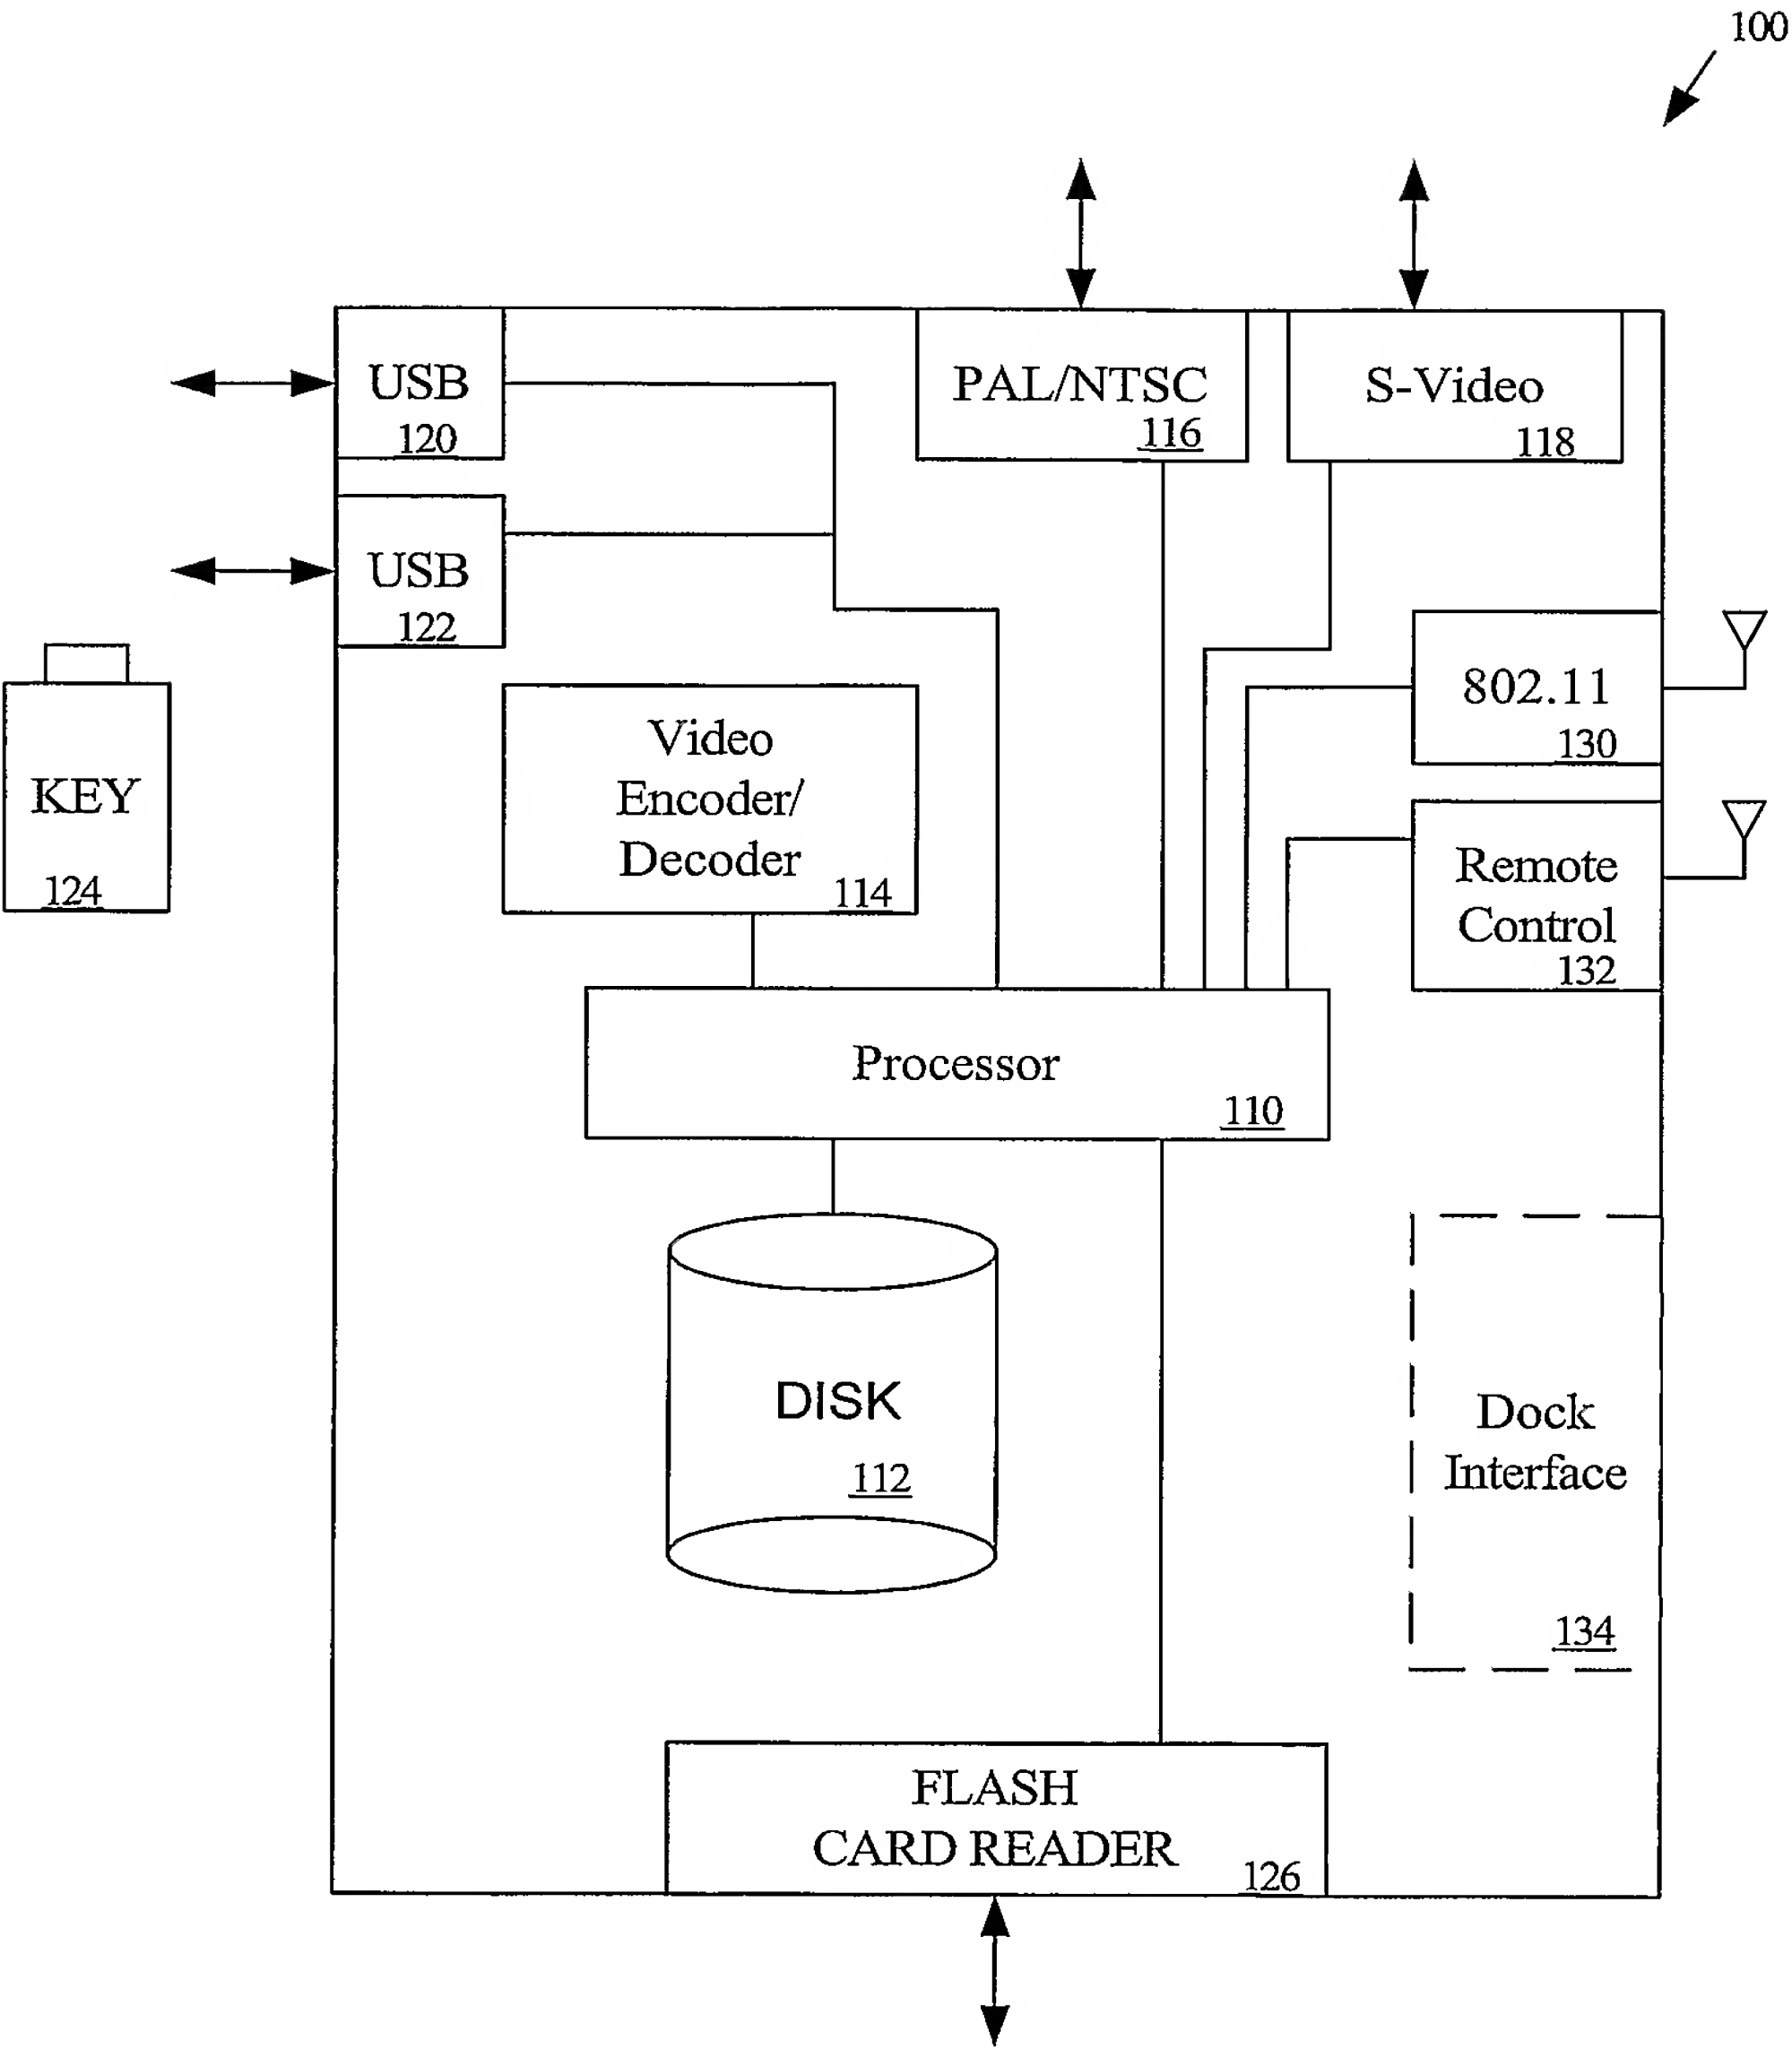 100
USB
120
PAL/NTSC
116
S-Video
118
USB
122
802.11
130
KEY
124
Video
Encoder/
Decoder
114
Remote
Control
132
Processor
110
DISK
112
Dock
Interface
134
FLASH
CARD READER
126